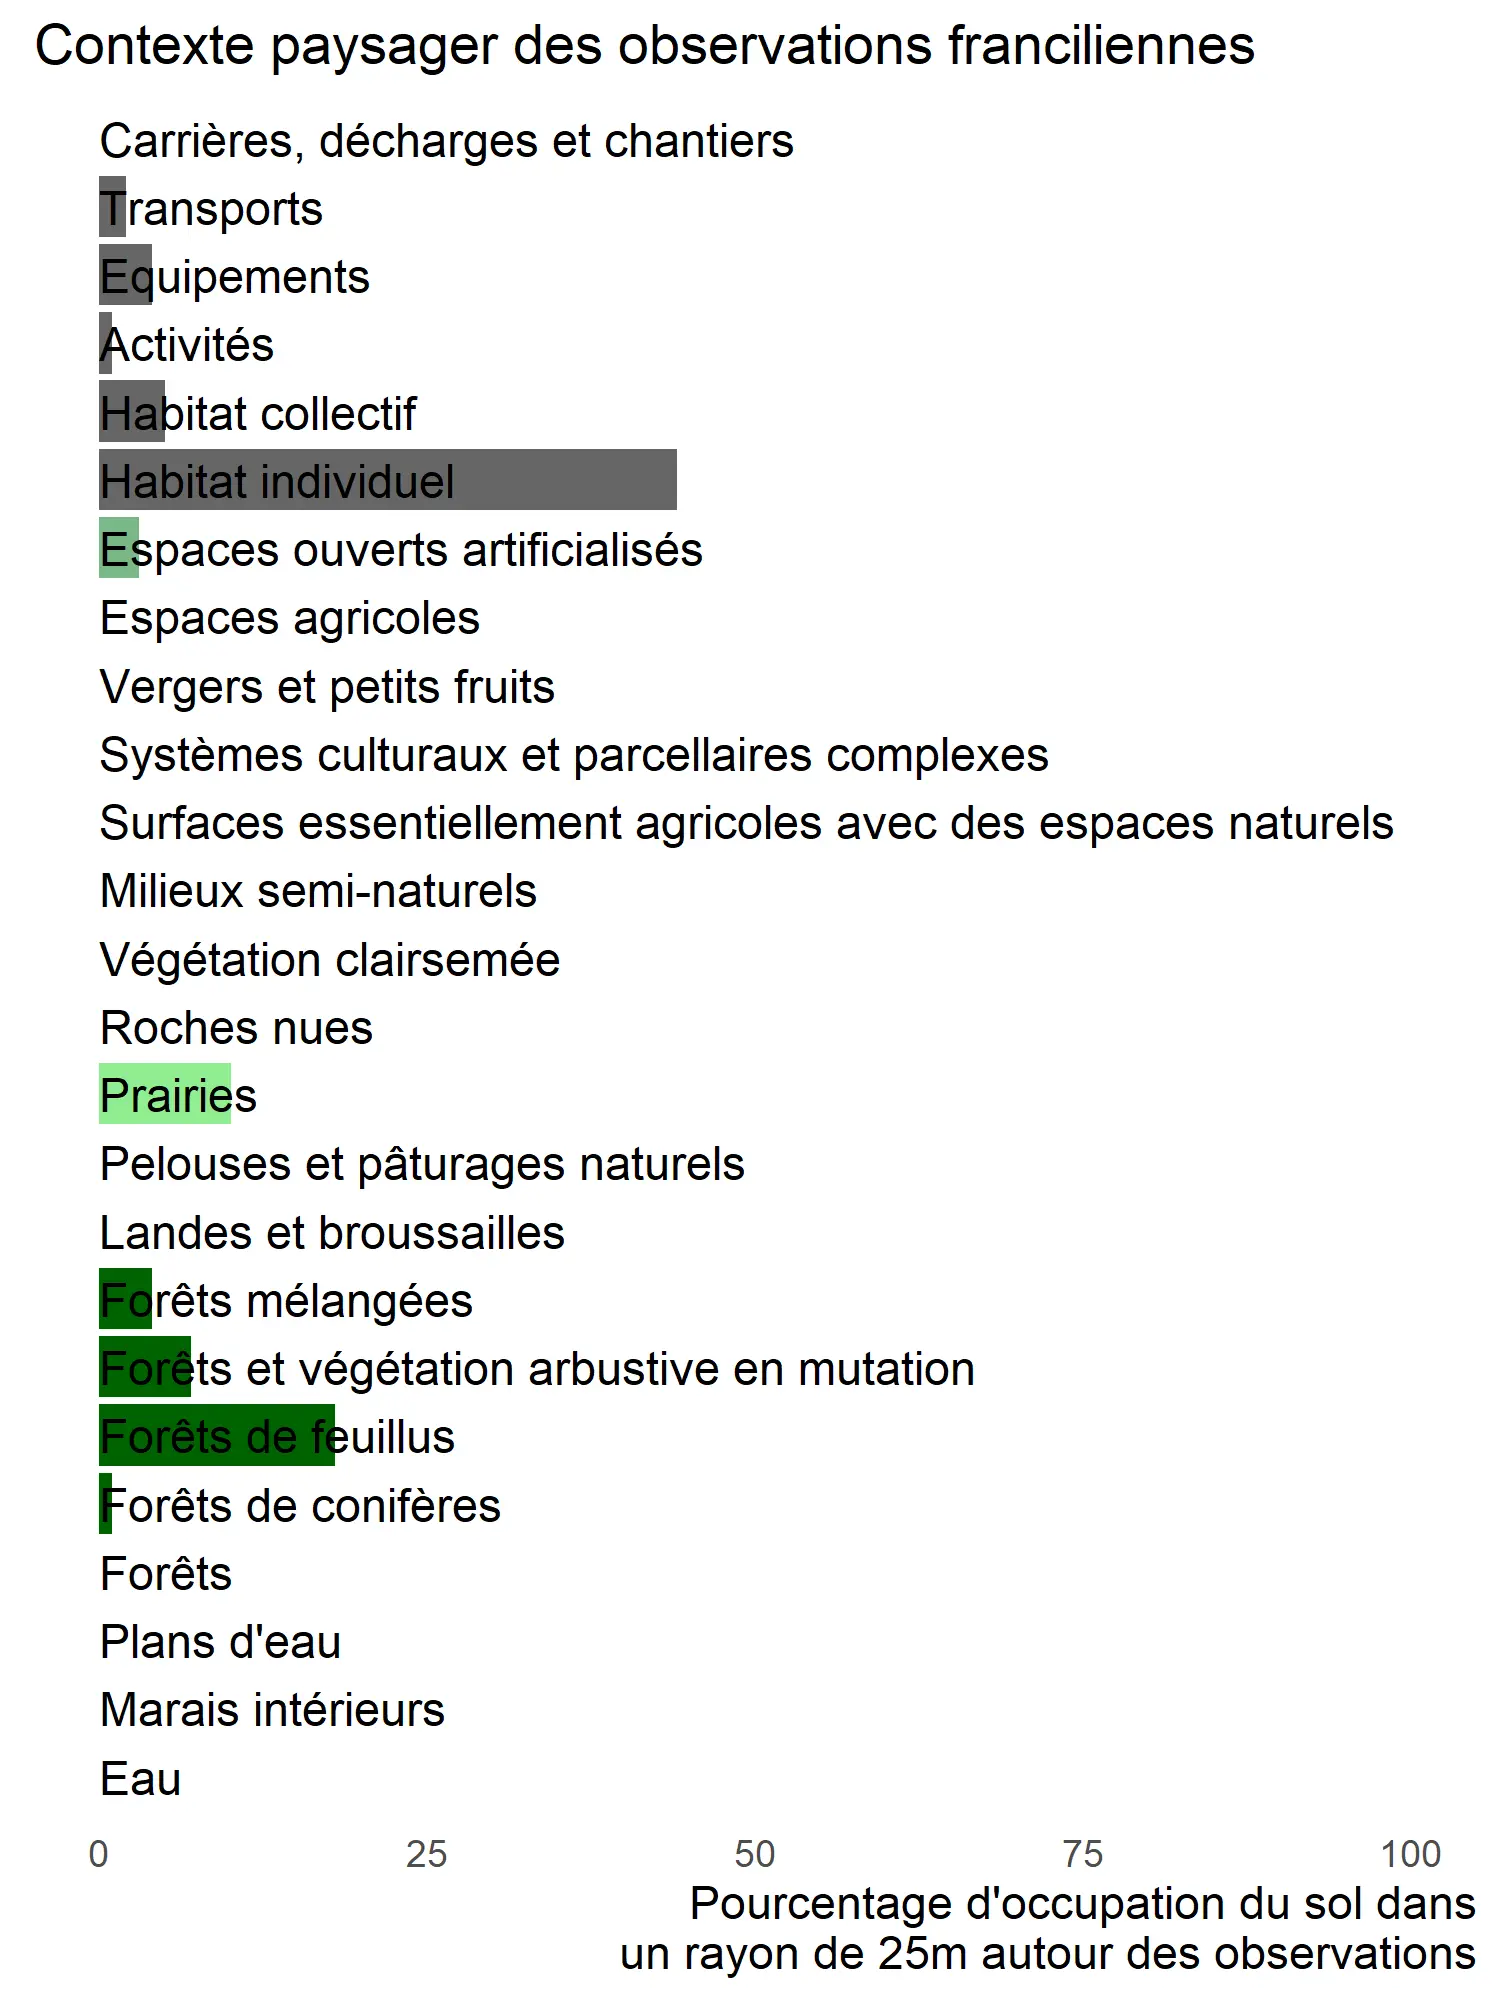 Contexte paysager des observations franciliennes
Carrières, décharges et chantiers
Transports
Equipements
Activités
Habitat collectif
Habitat individuel
Espaces ouverts artificialisés
Espaces agricoles
Vergers et petits fruits
Systèmes culturaux et parcellaires complexes
Surfaces essentiellement agricoles avec des espaces naturels
Milieux semi-naturels
Végétation clairsemée
Roches nues
Prairies
Pelouses et pâturages naturels
Landes et broussailles
Forêts mélangées
Forêts et végétation arbustive en mutation
Forêts de feuillus
Forêts de conifères
Forêts
Plans d'eau
Marais intérieurs
Eau
0 25 50 75 100
Pourcentage d'occupation du sol dans
un rayon de 25m autour des observations